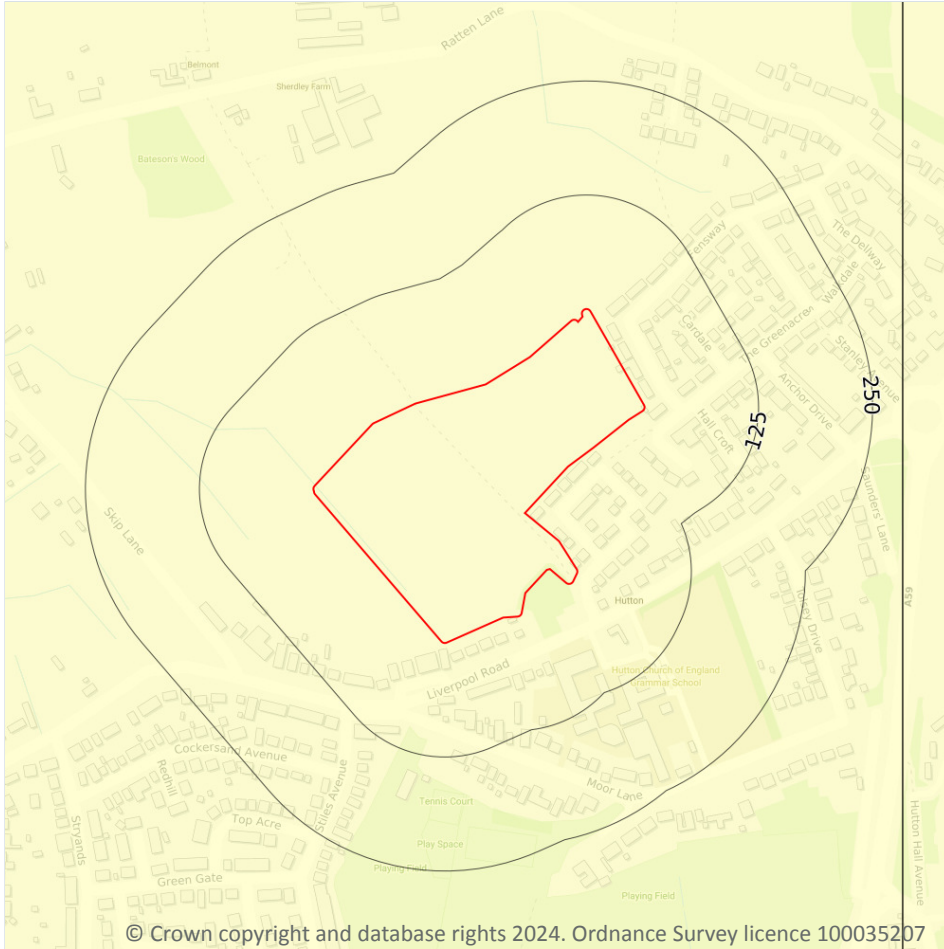 Ratten Lane
Belmont
Sherdley Farm
Bateson's Wood
The Dellway
Walkdale
Cardale
The Greenacre
Stanley Avenue
250
Anchor Drive
125
Hall Croft
Saunders' Lane
Skip Lane
A59
Hutton
Drive
Hutton Church of England
Grammar School
Liverpool Road
Cockersand Avenue
Redhill
Moor Lane
Stiles Avenue
Tennis Court
Top Acre
Stryands
Hutton Hall Avenue
Play Space
Playing Field
Green Gate
Playing Field
© Crown copyright and database rights 2024. Ordnance Survey licence 100035207